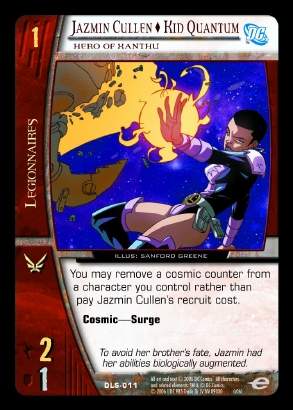 1
JAZMIN CULLEN ♦ KID QUANTUM
HERO OF XANTHU
DC
LEGIONNAIRES
ILLUS: SANFORD GREENE
You may remove a cosmic counter from
a character you control rather than
pay Jazmin Cullen's recruit cost.
Cosmic—Surge
2
1
To avoid her brother's fate, Jazmin had
her abilities biologically augmented.
DLS-011